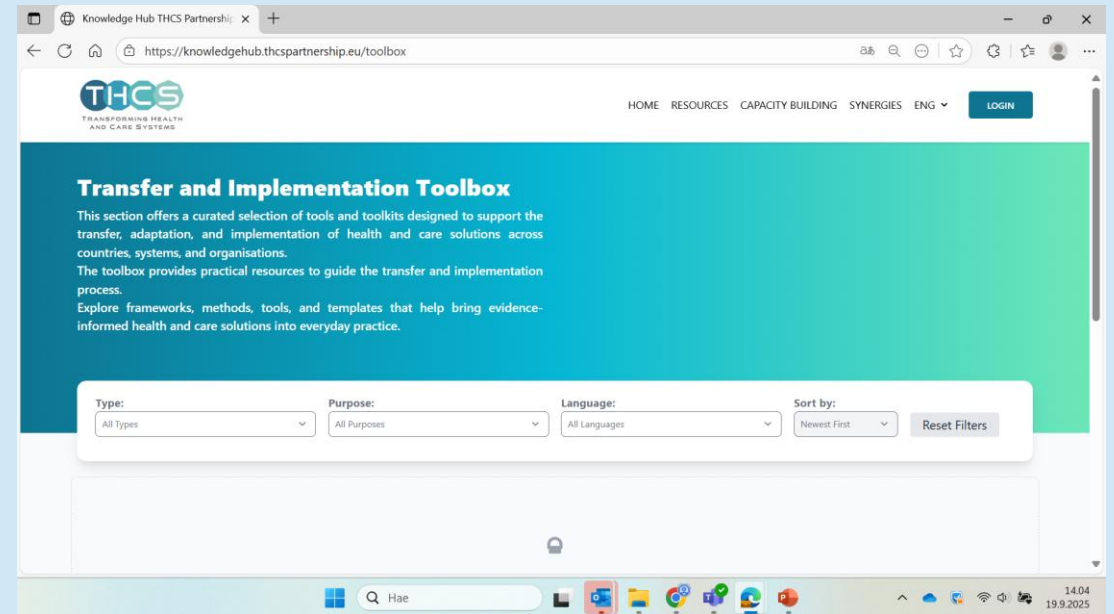 Knowledge Hub THCS Partnership
https://knowledgehub.thcspartnership.eu/toolbox
THCS
TRANSFORMING HEALTH
AND CARE SYSTEMS
HOME RESOURCES CAPACITY BUILDING SYNERGIES ENG LOGIN
Transfer and Implementation Toolbox
This section offers a curated selection of tools and toolkits designed to support the
transfer, adaptation, and implementation of health and care solutions across
countries, systems, and organisations.
The toolbox provides practical resources to guide the transfer and implementation
process.
Explore frameworks, methods, tools, and templates that help bring evidence-
informed health and care solutions into everyday practice.
Type: Purpose: Language: Sort by:
All Types All Purposes All Languages Newest First Reset Filters
Hae
14.04
19.9.2025